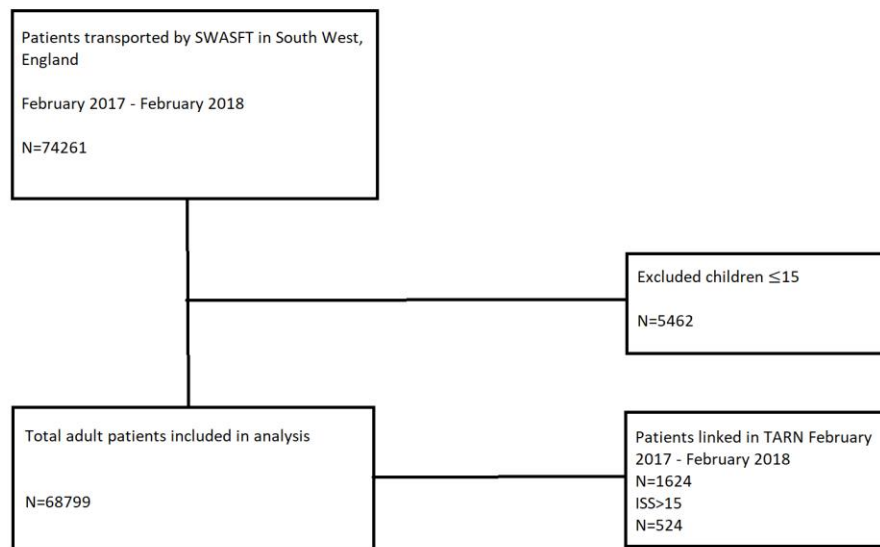 Patients transported by SWASFT in South West,
England
February 2017 - February 2018
N=74261
Excluded children ≤15
N=5462
Total adult patients included in analysis
N=68799
Patients linked in TARN February
2017 - February 2018
N=1624
ISS>15
N=524